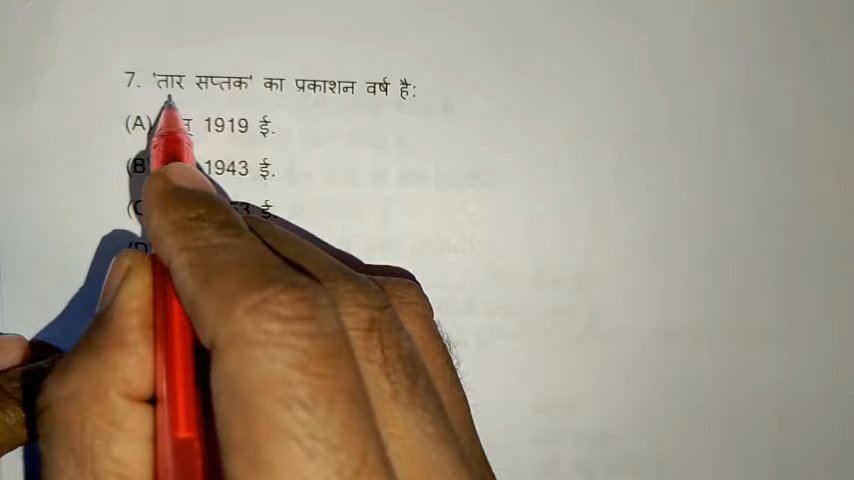 7. 'तार सप्तक' का प्रकाशन वर्ष है:
(A) 1919 ई.
(B) 1943 ई.
ई.
(D)